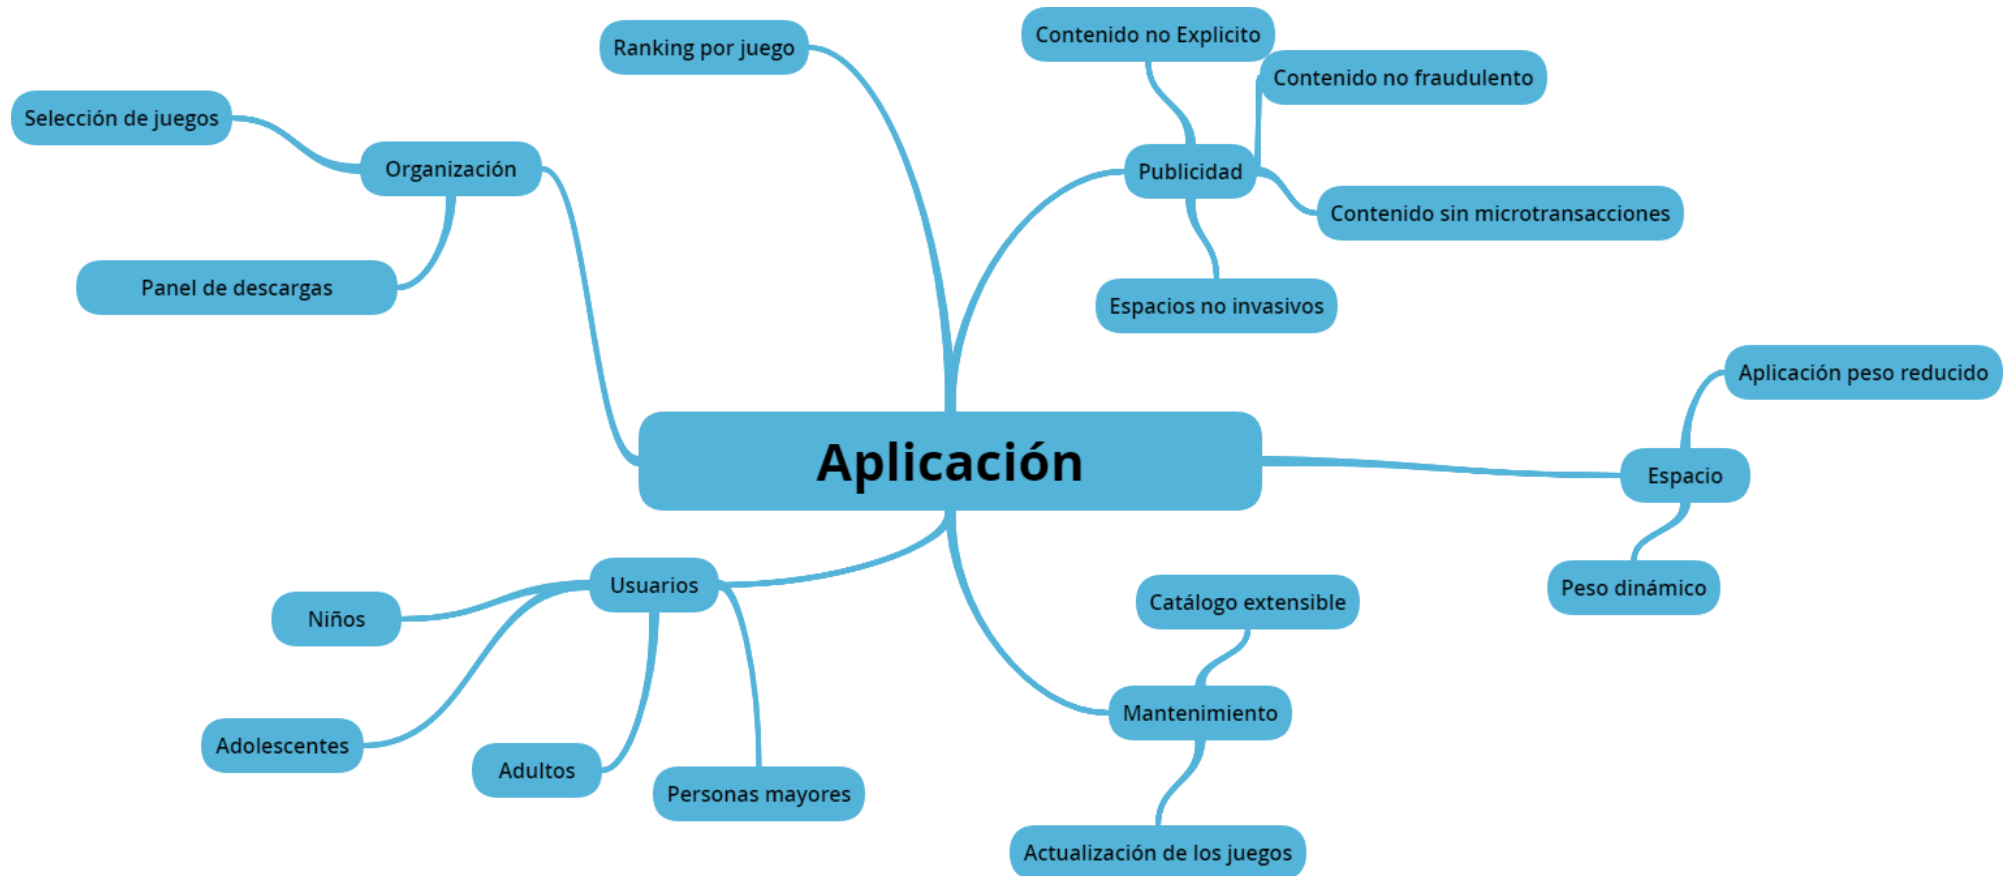 Contenido no Explicito
Ranking por juego
Contenido no fraudulento
Selección de juegos
Organización
Publicidad
Contenido sin microtransacciones
Panel de descargas
Espacios no invasivos
Aplicación peso reducido
Aplicación
Espacio
Usuarios
Peso dinámico
Catálogo extensible
Niños
Mantenimiento
Adolescentes
Adultos
Personas mayores
Actualización de los juegos